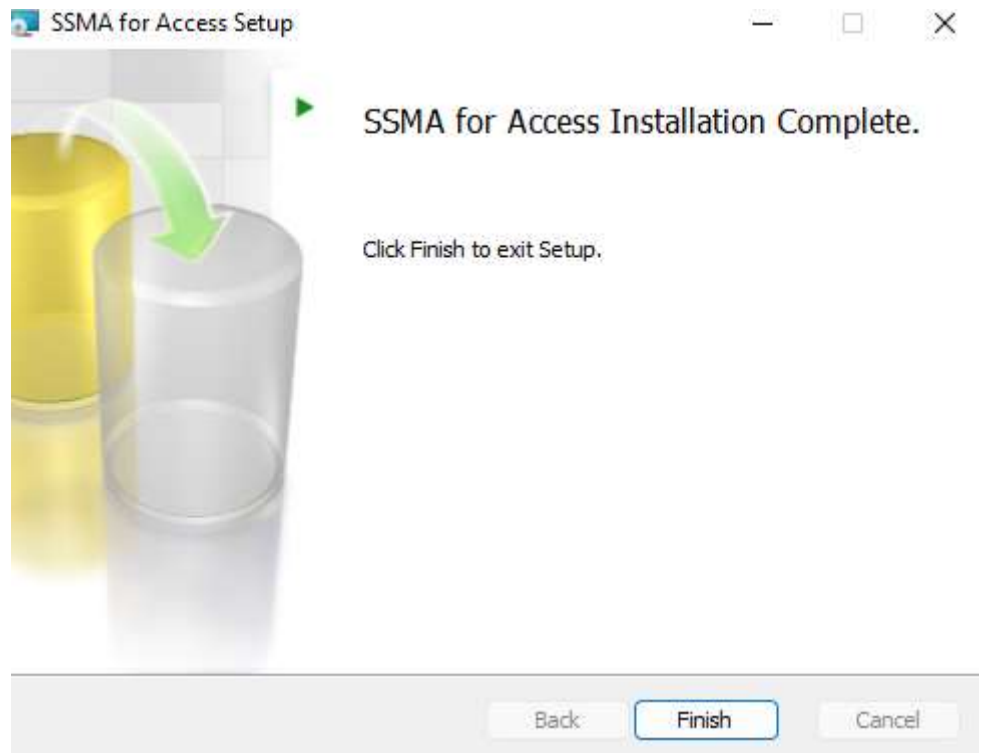 SSMA for Access Setup
SSMA for Access Installation Complete.
Click Finish to exit Setup.
Back
Finish
Cancel